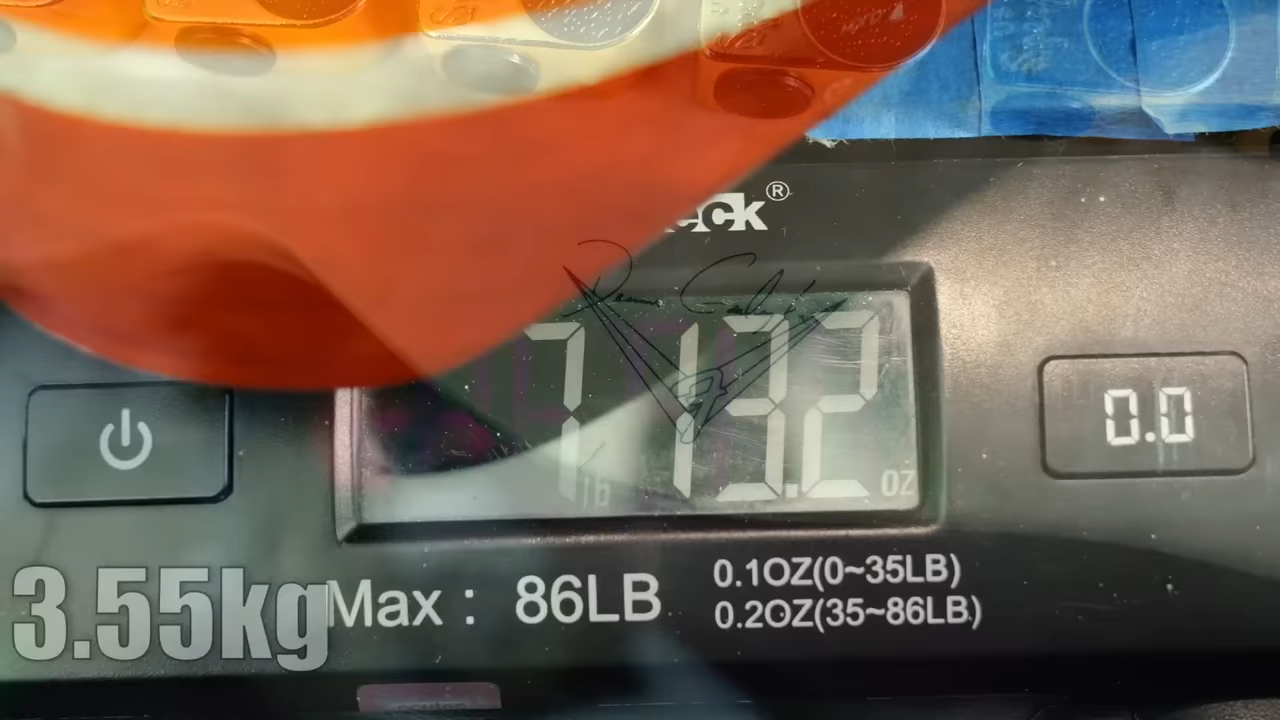 eck®
7 lb 13.2 oz
0.0
3.55kg
Max : 86LB
0.1OZ(0~35LB)
0.2OZ(35~86LB)